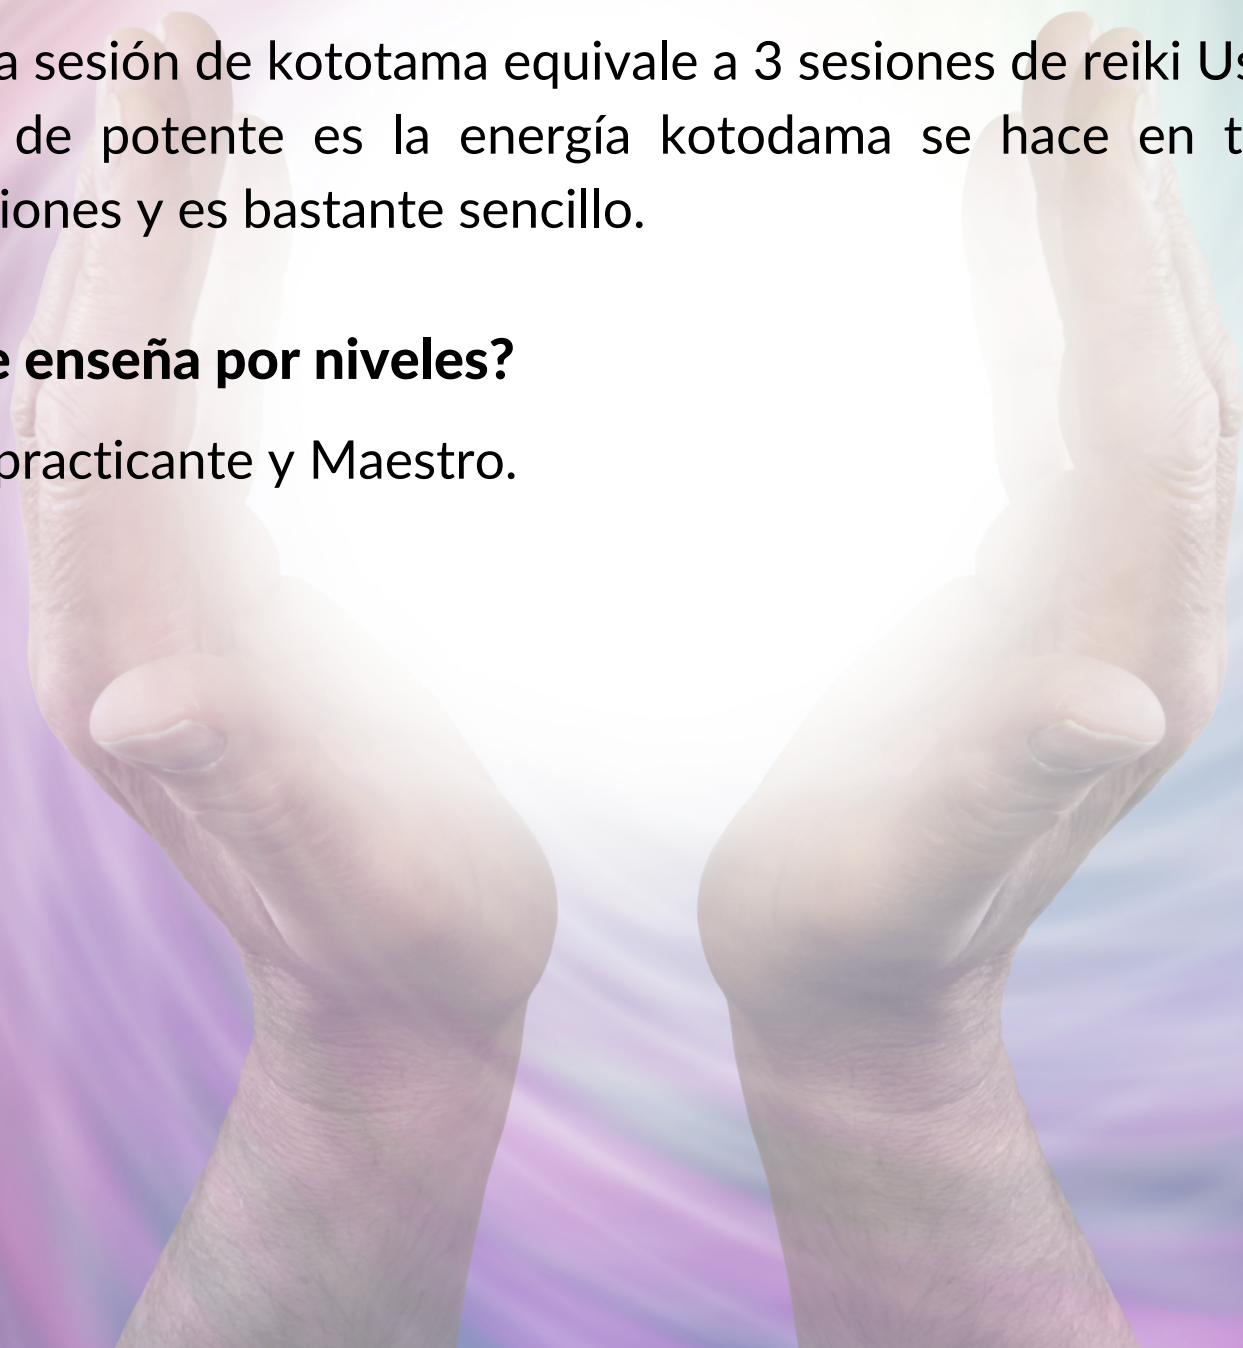 a sesión de kototama equivale a 3 sesiones de reiki
de potente es la energía kotodama se hace en
y es bastante sencillo.
enseña por niveles?
practicante y Maestro.